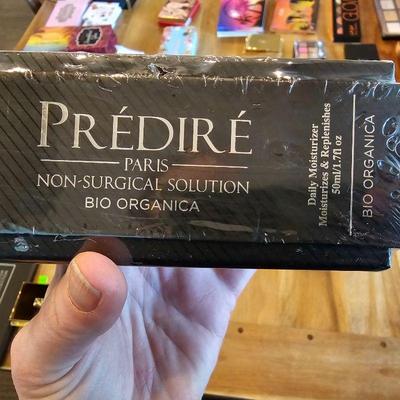 PRÉDIRÉ
PARIS
NON-SURGICAL SOLUTION
BIO ORGANICA
Daily Moisturizer
Moisturizes & Replenishes
50ml/1.7fl oz
BIO ORGANICA